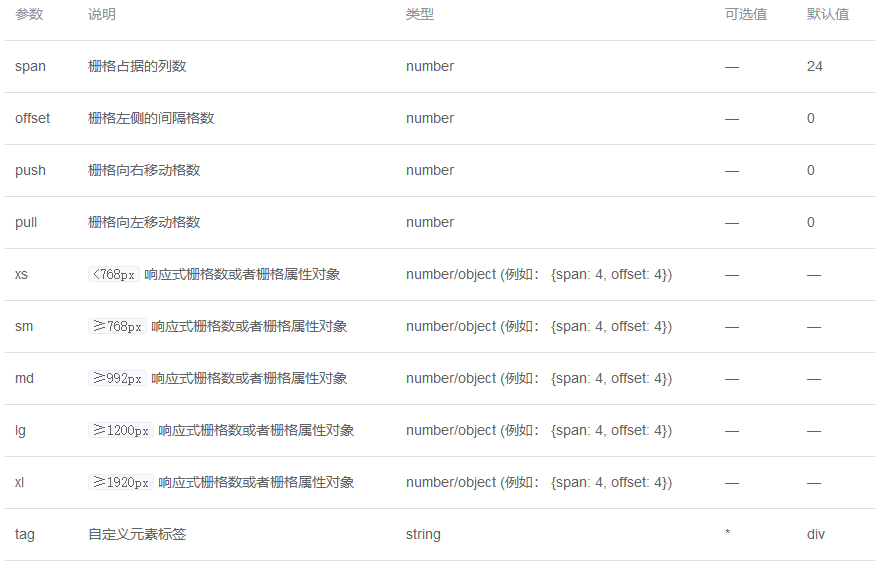 参数 说明 类型 可选值 默认值
span 栅格占据的列数 number — 24
offset 栅格左侧的间隔格数 number — 0
push 栅格向右移动格数 number — 0
pull 栅格向左移动格数 number — 0
xs <768px 响应式栅格数或者栅格属性对象 number/object (例如： {span: 4, offset: 4}) — —
sm ≥768px 响应式栅格数或者栅格属性对象 number/object (例如： {span: 4, offset: 4}) — —
md ≥992px 响应式栅格数或者栅格属性对象 number/object (例如： {span: 4, offset: 4}) — —
lg ≥1200px 响应式栅格数或者栅格属性对象 number/object (例如： {span: 4, offset: 4}) — —
xl ≥1920px 响应式栅格数或者栅格属性对象 number/object (例如： {span: 4, offset: 4}) — —
tag 自定义元素标签 string * div